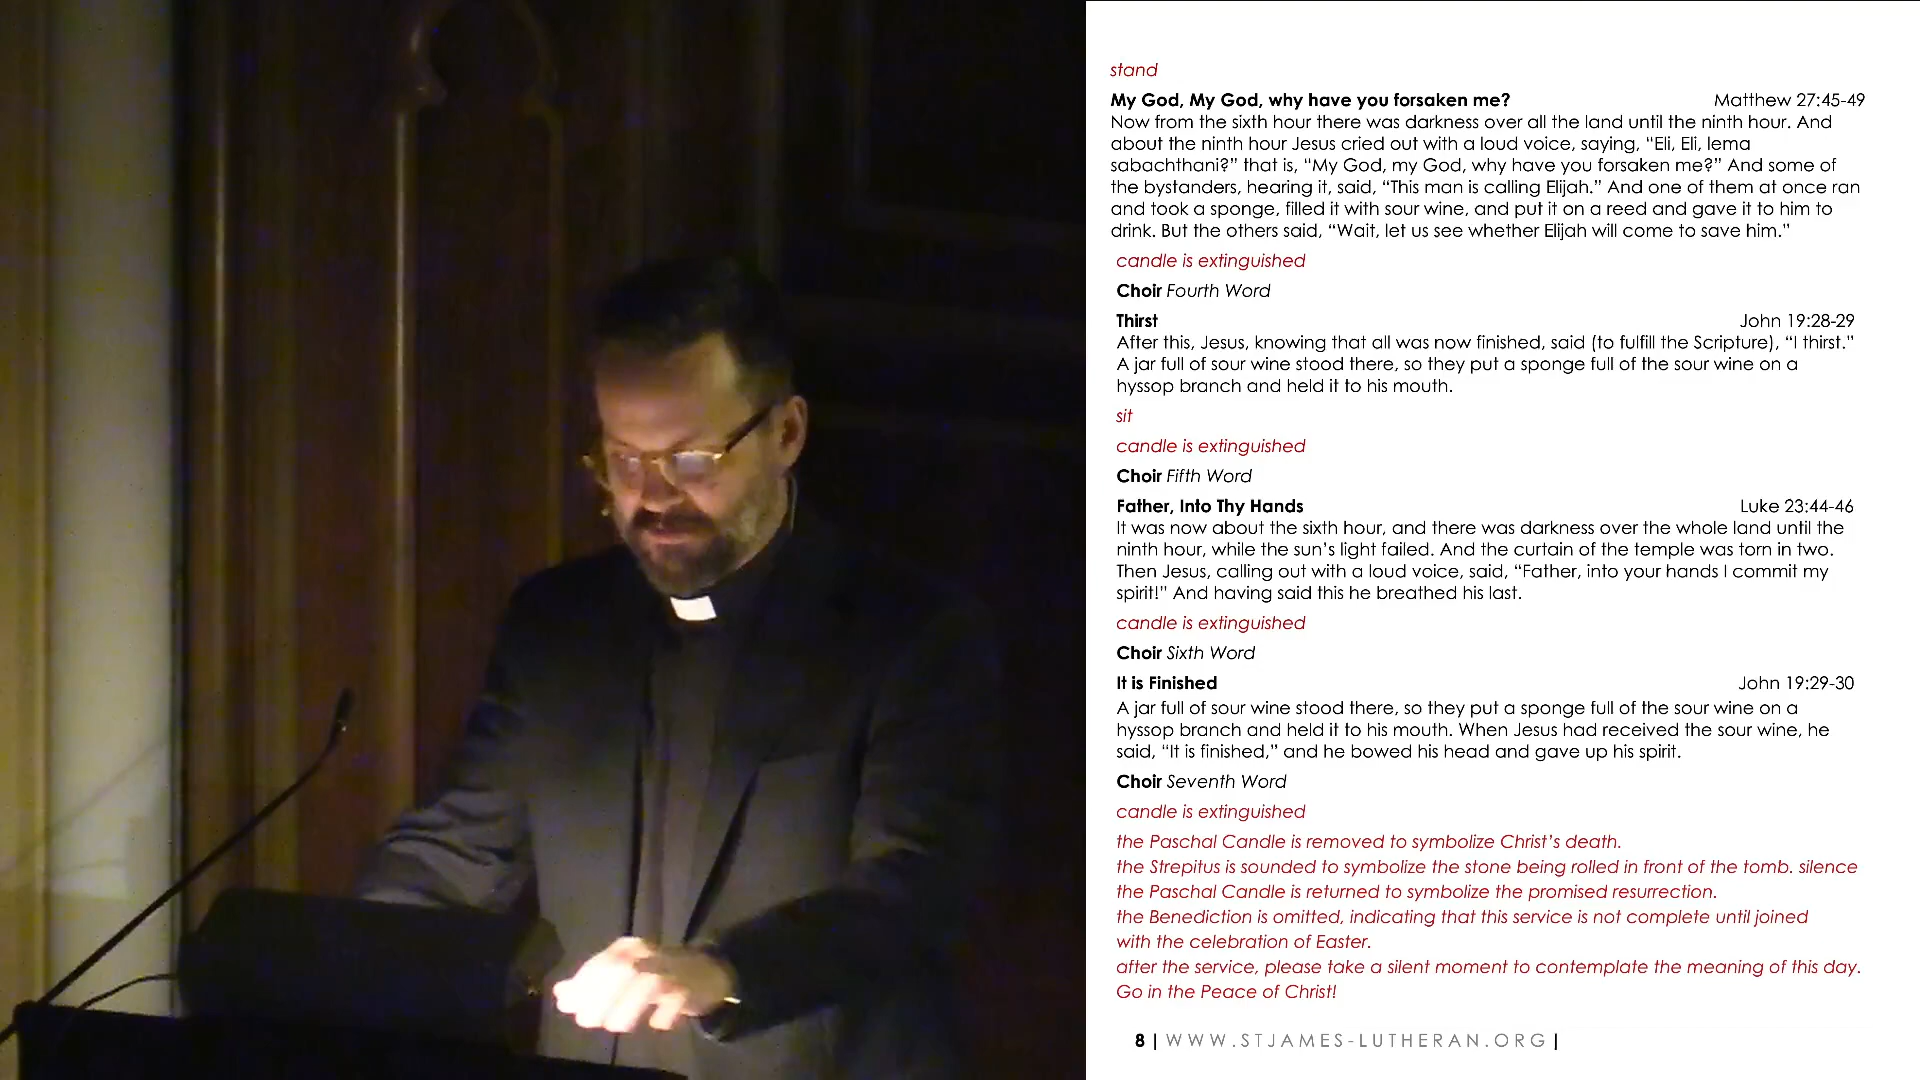 stand
My God, My God, why have you forsaken me? Matthew 27:45-49
Now from the sixth hour there was darkness over all the land until the ninth hour. And
about the ninth hour Jesus cried out with a loud voice, saying, “Eli, Eli, lema
sabachthani?” that is, “My God, my God, why have you forsaken me?” And some of
the bystanders, hearing it, said, “This man is calling Elijah.” And one of them at once ran
and took a sponge, filled it with sour wine, and put it on a reed and gave it to him to
drink. But the others said, “Wait, let us see whether Elijah will come to save him.”
candle is extinguished
Choir Fourth Word
Thirst John 19:28-29
After this, Jesus, knowing that all was now finished, said (to fulfill the Scripture), “I thirst.”
A jar full of sour wine stood there, so they put a sponge full of the sour wine on a
hyssop branch and held it to his mouth.
sit
candle is extinguished
Choir Fifth Word
Father, Into Thy Hands Luke 23:44-46
It was now about the sixth hour, and there was darkness over the whole land until the
ninth hour, while the sun’s light failed. And the curtain of the temple was torn in two.
Then Jesus, calling out with a loud voice, said, “Father, into your hands I commit my
spirit!” And having said this he breathed his last.
candle is extinguished
Choir Sixth Word
It is Finished John 19:29-30
A jar full of sour wine stood there, so they put a sponge full of the sour wine on a
hyssop branch and held it to his mouth. When Jesus had received the sour wine, he
said, “It is finished,” and he bowed his head and gave up his spirit.
Choir Seventh Word
candle is extinguished
the Paschal Candle is removed to symbolize Christ’s death.
the Strepitus is sounded to symbolize the stone being rolled in front of the tomb. silence
the Paschal Candle is returned to symbolize the promised resurrection.
the Benediction is omitted, indicating that this service is not complete until joined
with the celebration of Easter.
after the service, please take a silent moment to contemplate the meaning of this day.
Go in the Peace of Christ!
8 | WWW.STJAMES-LUTHERAN.ORG |